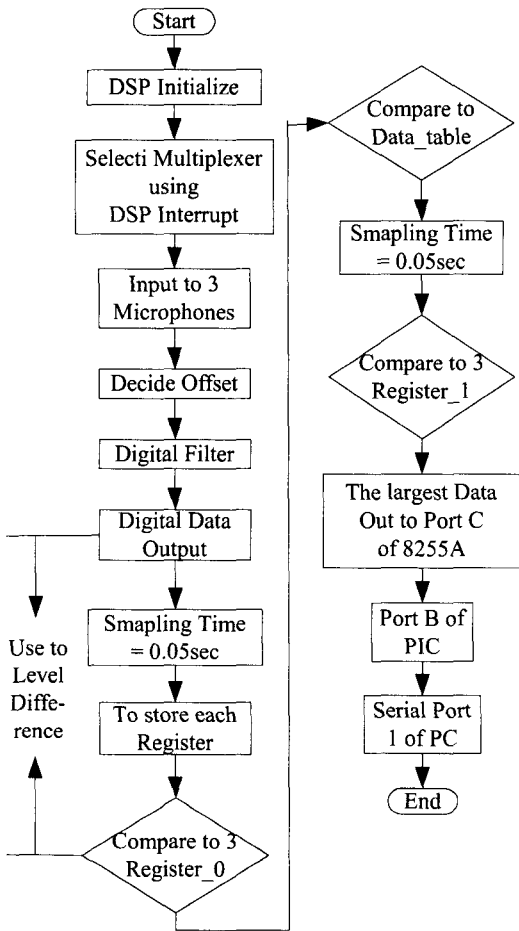 Start
DSP Initialize
Selecti Multiplexer
using
DSP Interrupt
Input to 3
Microphones
Decide Offset
Digital Filter
Digital Data
Output
Smapling Time
= 0.05sec
Use to
Level
Diffe-
rence
To store each
Register
Compare to 3
Register_0
Compare to
Data_table
Smapling Time
= 0.05sec
Compare to 3
Register_1
The largest Data
Out to Port C
of 8255A
Port B of
PIC
Serial Port
1 of PC
End